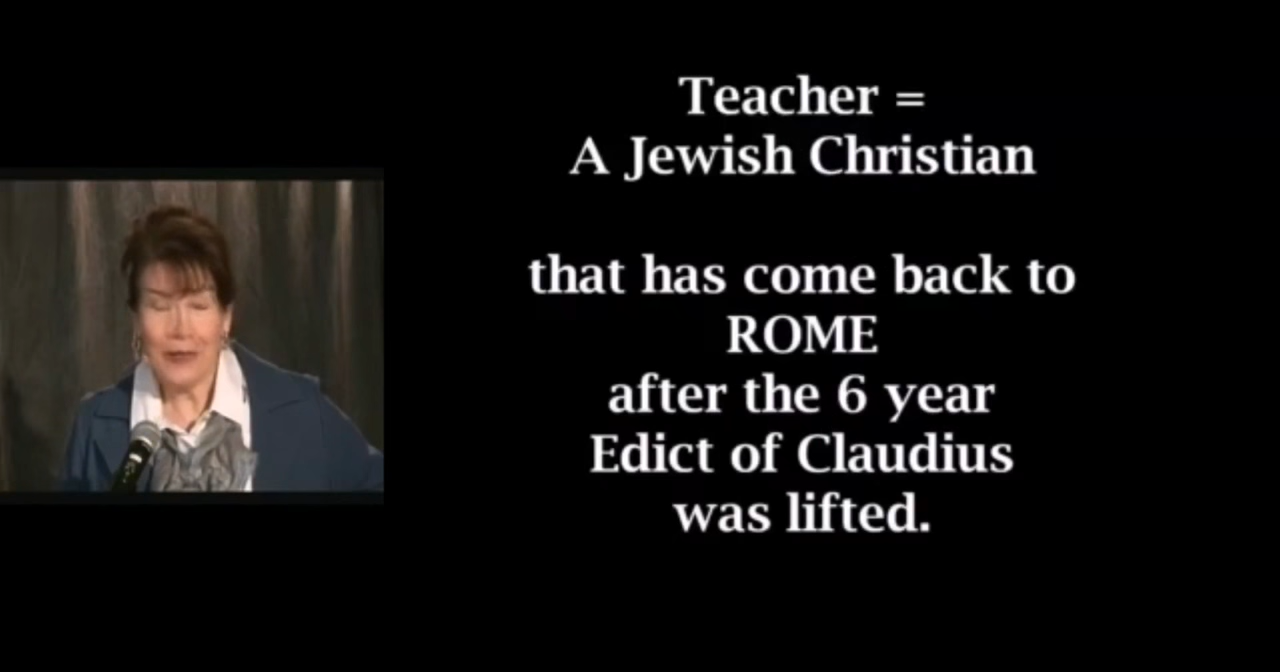 Teacher =
A Jewish Christian
that has come back to
ROME
after the 6 year
Edict of Claudius
was lifted.